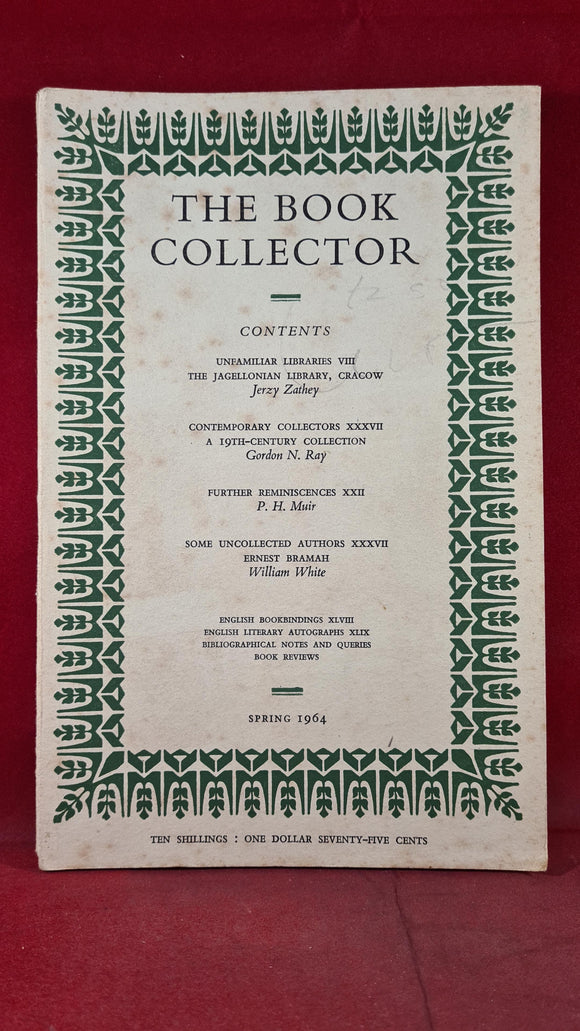 THE BOOK
COLLECTOR
CONTENTS
UNFAMILIAR LIBRARIES VIII
THE JAGELLONIAN LIBRARY, CRACOW
Jerzy Zathey
CONTEMPORARY COLLECTORS XXXVII
A 19TH-CENTURY COLLECTION
Gordon N. Ray
FURTHER REMINISCENCES XXII
P. H. Muir
SOME UNCOLLECTED AUTHORS XXXVII
ERNEST BRAMAH
William White
ENGLISH BOOKBINDINGS XLVIII
ENGLISH LITERARY AUTOGRAPHS XLIX
BIBLIOGRAPHICAL NOTES AND QUERIES
BOOK REVIEWS
SPRING 1964
TEN SHILLINGS : ONE DOLLAR SEVENTY-FIVE CENTS